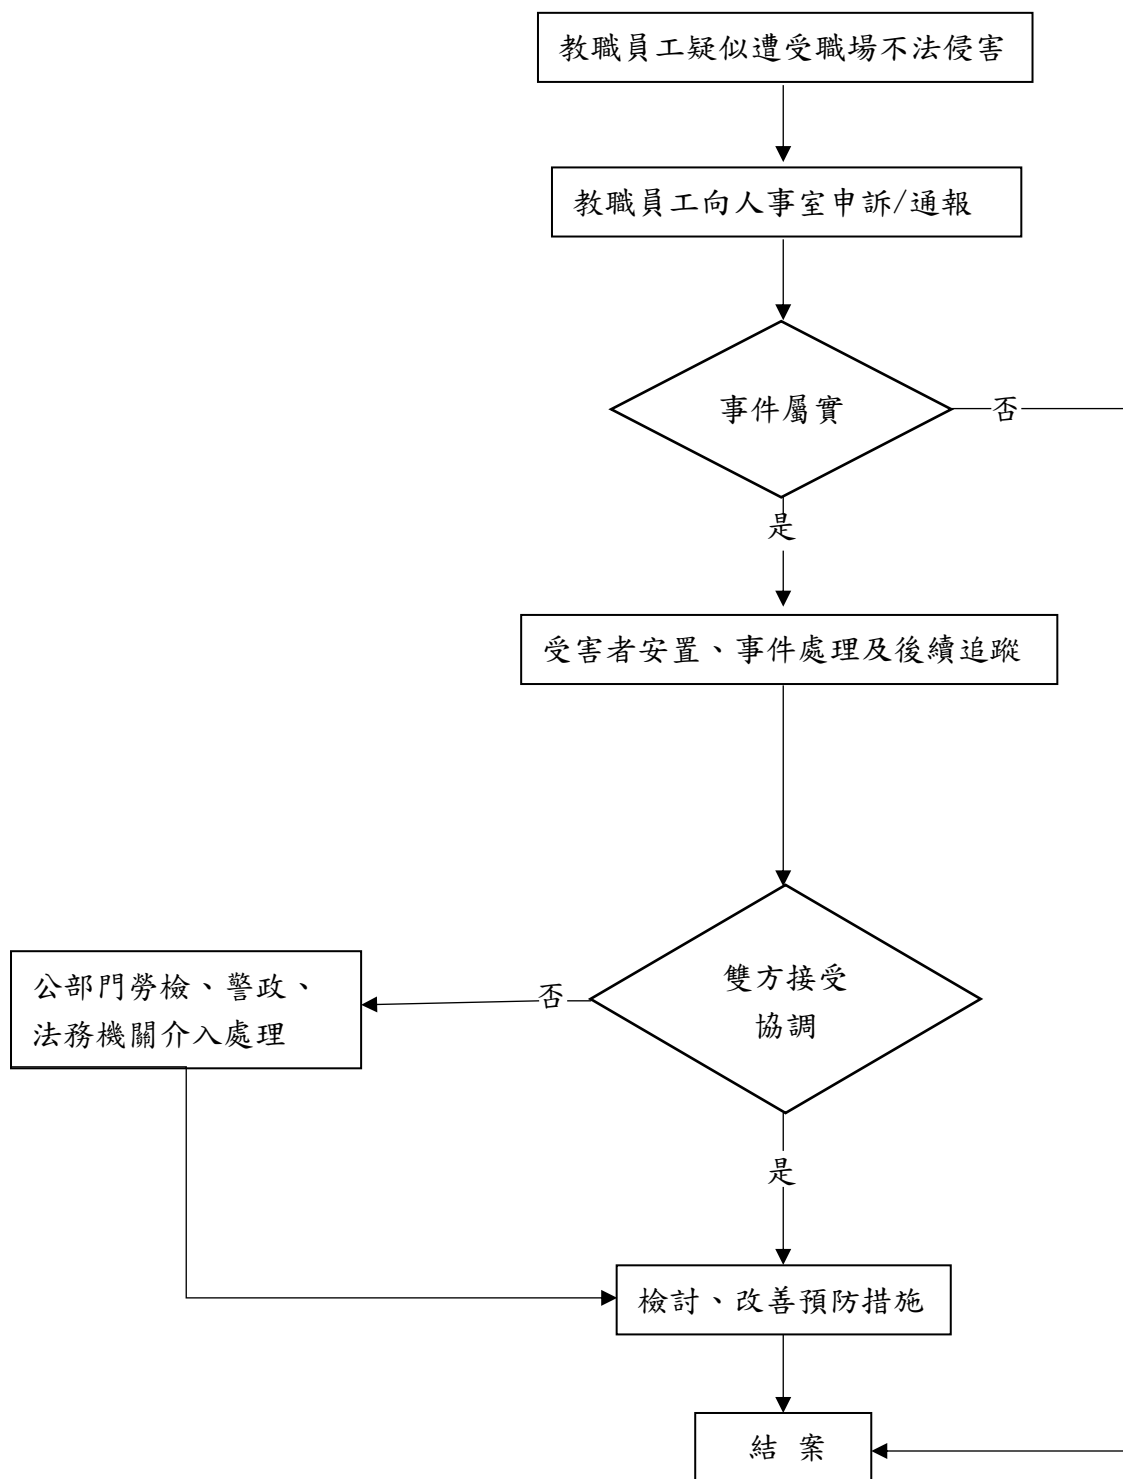 教職員工疑似遭受職場不法侵害
教職員工向人事室申訴/通報
事件屬實
否
是
受害者安置、事件處理及後續追蹤
雙方接受
協調
否
公部門勞檢、警政、
法務機關介入處理
是
檢討、改善預防措施
結 案